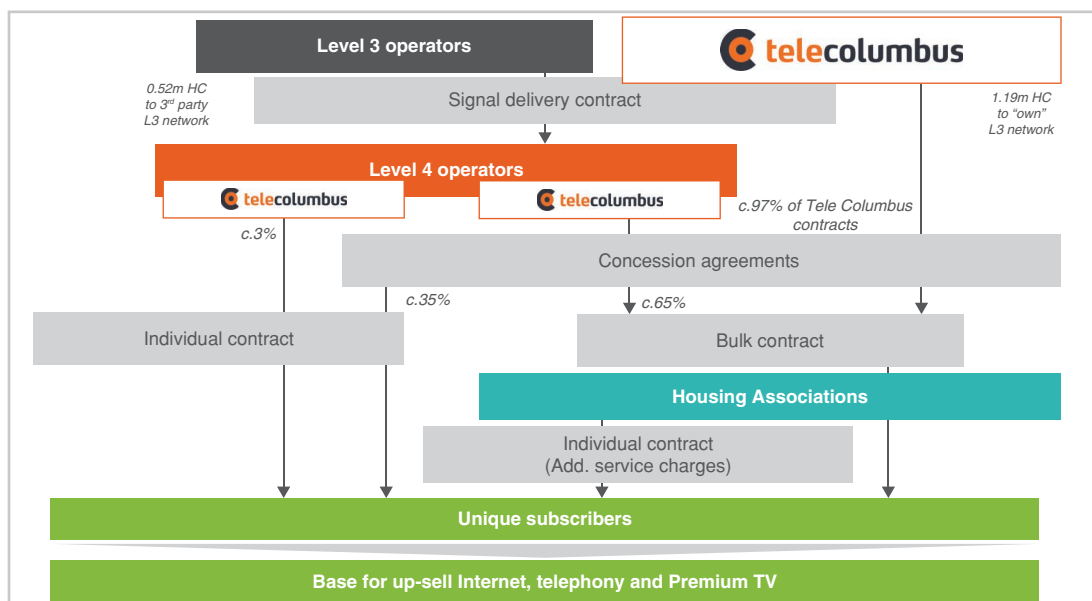 Level 3 operators
telecolumbus
0.52m HC
to 3rd party
L3 network
Signal delivery contract
1.19m HC
to “own”
L3 network
Level 4 operators
telecolumbus
telecolumbus
c.97% of Tele Columbus
contracts
c.3%
Concession agreements
c.35%
c.65%
Individual contract
Bulk contract
Housing Associations
Individual contract
(Add. service charges)
Unique subscribers
Base for up-sell Internet, telephony and Premium TV